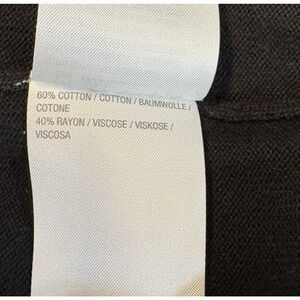 60% COTTON / COTTON / BAUMWOLLE /
COTONE
40% RAYON / VISCOSE / VISKOSE /
VISCOSA